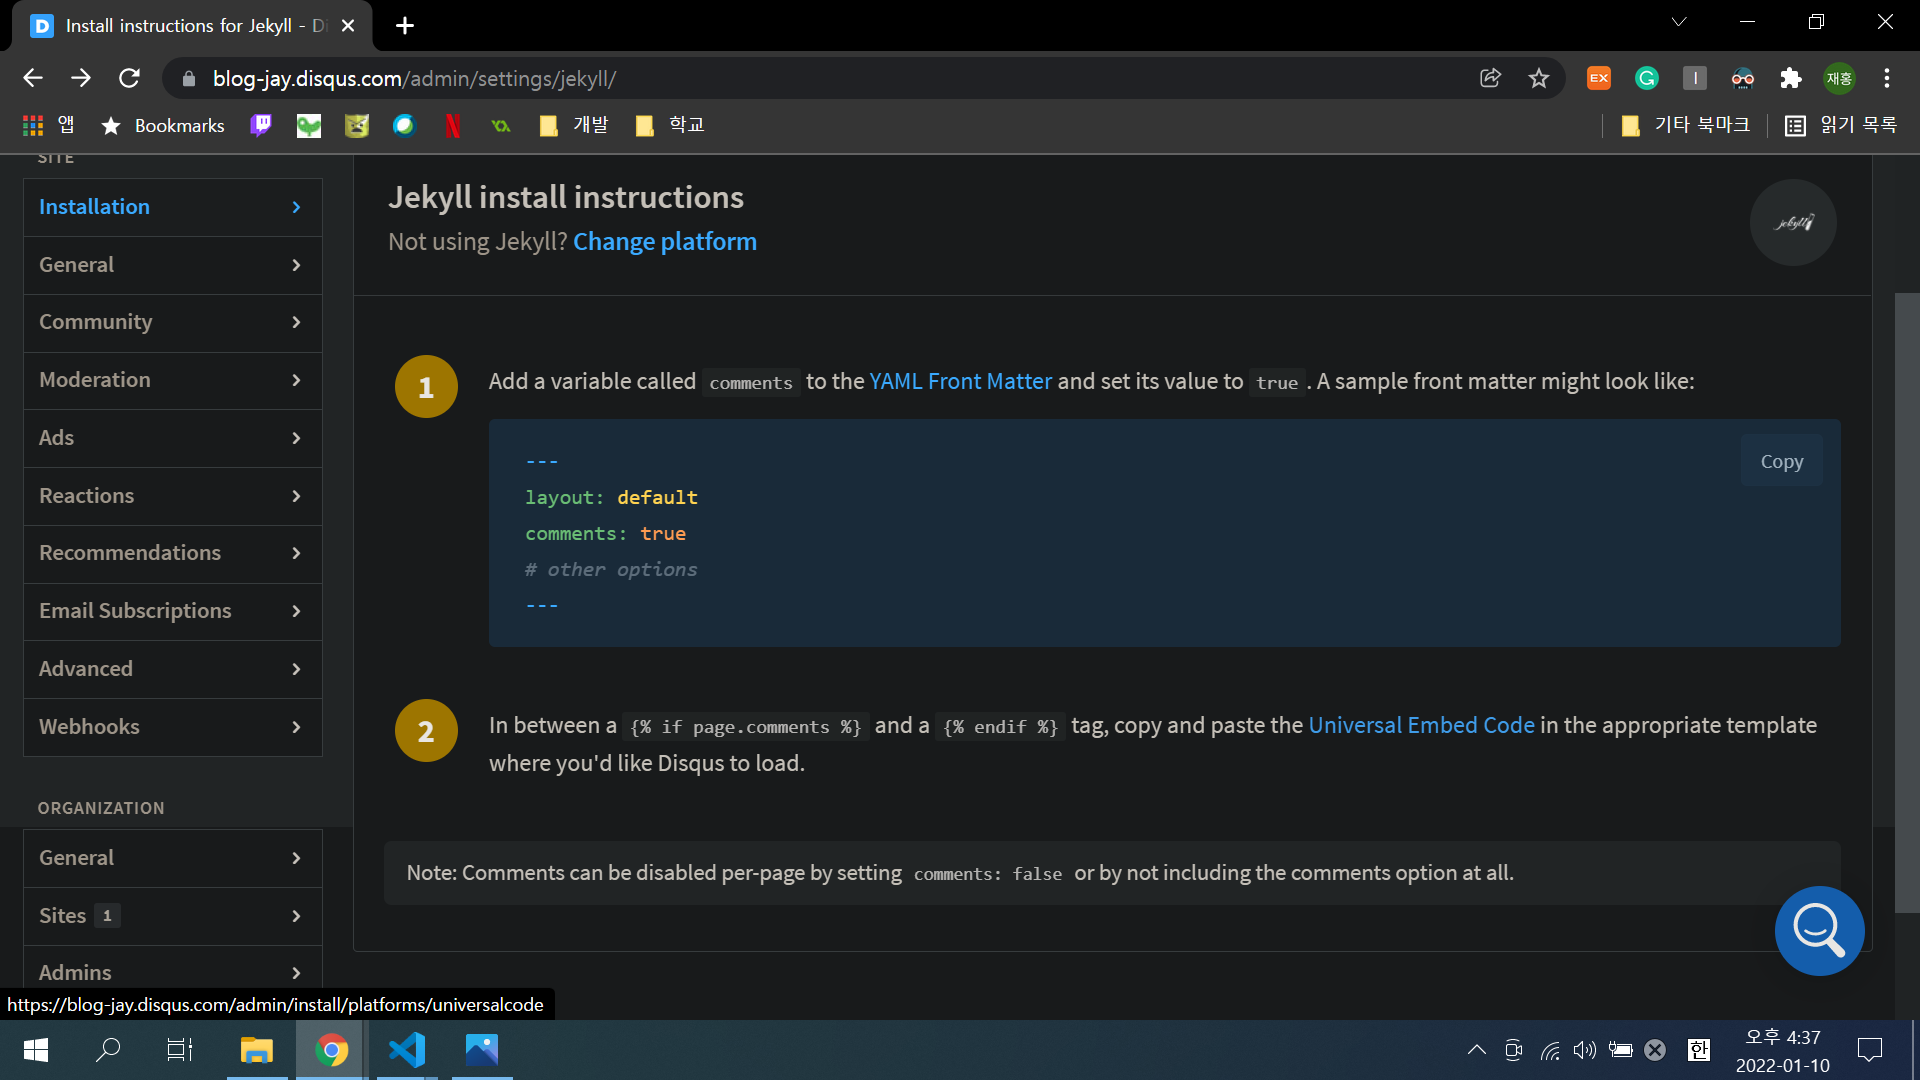 Install instructions for Jekyll - Di
blog-jay.disqus.com/admin/settings/jekyll/
EX
재홍
앱
Bookmarks
개발
학교
기타 북마크
읽기 목록
SITE
Installation
General
Community
Moderation
Ads
Reactions
Recommendations
Email Subscriptions
Advanced
Webhooks
ORGANIZATION
General
Sites 1
Admins
Jekyll install instructions
Not using Jekyll? Change platform
jekyll
1
Add a variable called comments to the YAML Front Matter and set its value to true . A sample front matter might look like:
Copy
---
layout: default
comments: true
# other options
---
2
In between a {% if page.comments %} and a {% endif %} tag, copy and paste the Universal Embed Code in the appropriate template
where you'd like Disqus to load.
Note: Comments can be disabled per-page by setting comments: false or by not including the comments option at all.
https://blog-jay.disqus.com/admin/install/platforms/universalcode
한
오후 4:37
2022-01-10